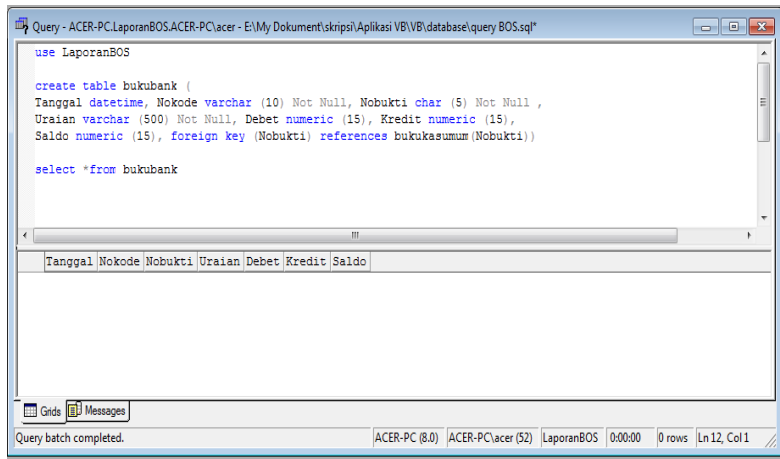 Query - ACER-PC.LaporanBOS.ACER-PC\acer - E:\My Dokument\skripsi\Aplikasi VB\VB\database\query BOS.sql*
use LaporanBOS
create table bukubank (
Tanggal datetime, Nokode varchar (10) Not Null, Nobukti char (5) Not Null ,
Uraian varchar (500) Not Null, Debet numeric (15), Kredit numeric (15),
Saldo numeric (15), foreign key (Nobukti) references bukukasumum(Nobukti))
select *from bukubank
Tanggal Nokode Nobukti Uraian Debet Kredit Saldo
Grids Messages
Query batch completed. ACER-PC (8.0) ACER-PC\acer (52) LaporanBOS 0:00:00 0 rows Ln 12, Col 1